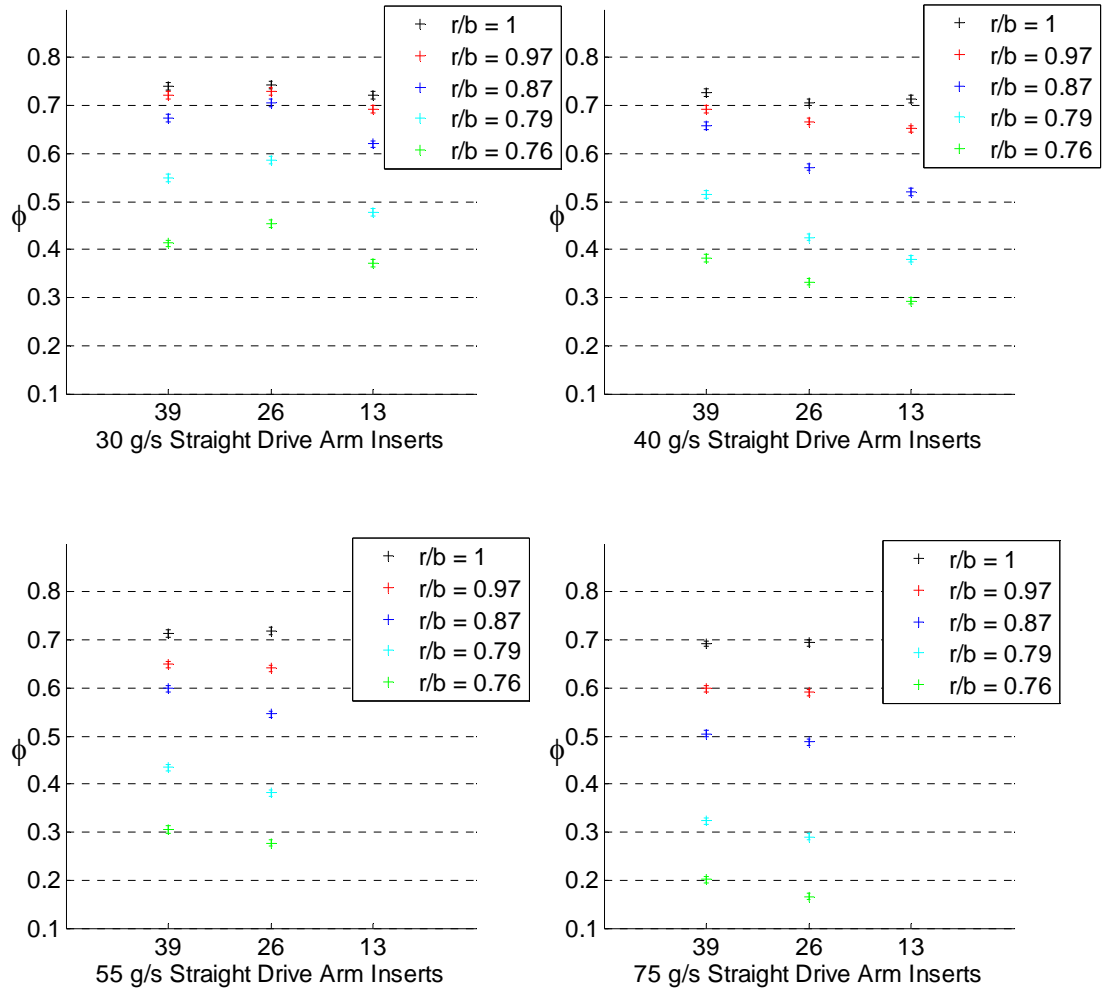 r/b = 1
r/b = 0.97
r/b = 0.87
r/b = 0.79
r/b = 0.76
0.8
0.7
0.6
0.5
0.4
0.3
0.2
0.1
ϕ
39 26 13
30 g/s Straight Drive Arm Inserts
r/b = 1
r/b = 0.97
r/b = 0.87
r/b = 0.79
r/b = 0.76
0.8
0.7
0.6
0.5
0.4
0.3
0.2
0.1
ϕ
39 26 13
40 g/s Straight Drive Arm Inserts
r/b = 1
r/b = 0.97
r/b = 0.87
r/b = 0.79
r/b = 0.76
0.8
0.7
0.6
0.5
0.4
0.3
0.2
0.1
ϕ
39 26 13
55 g/s Straight Drive Arm Inserts
r/b = 1
r/b = 0.97
r/b = 0.87
r/b = 0.79
r/b = 0.76
0.8
0.7
0.6
0.5
0.4
0.3
0.2
0.1
ϕ
39 26 13
75 g/s Straight Drive Arm Inserts